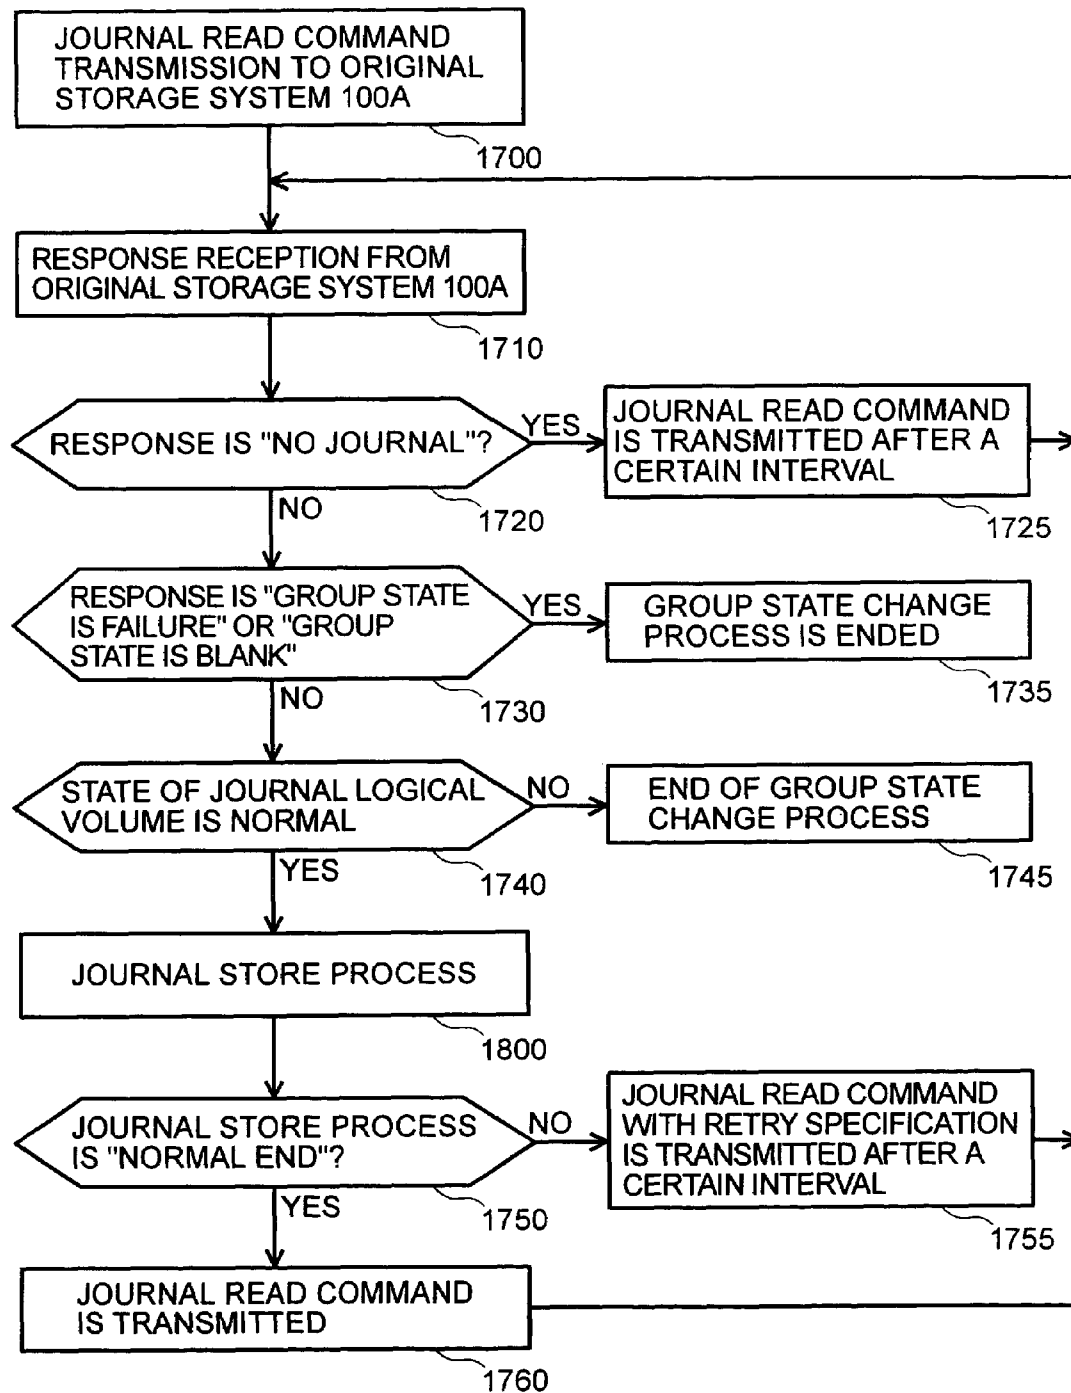 JOURNAL READ COMMAND
TRANSMISSION TO ORIGINAL
STORAGE SYSTEM 100A
1700
RESPONSE RECEPTION FROM
ORIGINAL STORAGE SYSTEM 100A
1710
RESPONSE IS "NO JOURNAL"?
YES
NO
1720
JOURNAL READ COMMAND
IS TRANSMITTED AFTER A
CERTAIN INTERVAL
1725
RESPONSE IS "GROUP STATE
IS FAILURE" OR "GROUP
STATE IS BLANK"
YES
NO
1730
GROUP STATE CHANGE
PROCESS IS ENDED
1735
STATE OF JOURNAL LOGICAL
VOLUME IS NORMAL
NO
YES
1740
END OF GROUP STATE
CHANGE PROCESS
1745
JOURNAL STORE PROCESS
1800
JOURNAL STORE PROCESS
IS "NORMAL END"?
NO
YES
1750
JOURNAL READ COMMAND
WITH RETRY SPECIFICATION
IS TRANSMITTED AFTER A
CERTAIN INTERVAL
1755
JOURNAL READ COMMAND
IS TRANSMITTED
1760